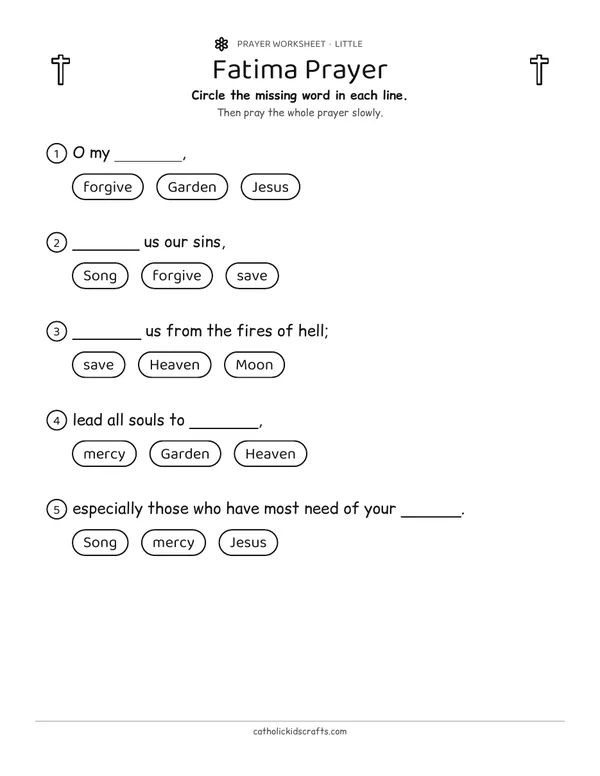 PRAYER WORKSHEET · LITTLE
Fatima Prayer
Circle the missing word in each line.
Then pray the whole prayer slowly.
1 O my ________,
forgive Garden Jesus
2 ________ us our sins,
Song forgive save
3 ________ us from the fires of hell;
save Heaven Moon
4 lead all souls to ________,
mercy Garden Heaven
5 especially those who have most need of your _______.
Song mercy Jesus
catholickidscrafts.com